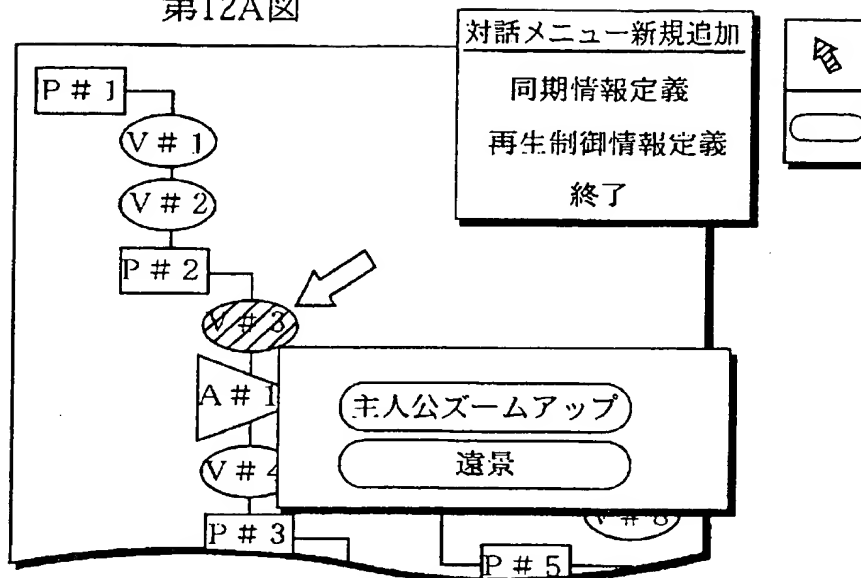 第12A図
対話メニュー新規追加
同期情報定義
再生制御情報定義
終了
P # 1
V # 1
V # 2
P # 2
V # 3
A # 1
主人公ズームアップ
遠景
V # 4
V # 8
P # 3
P # 5